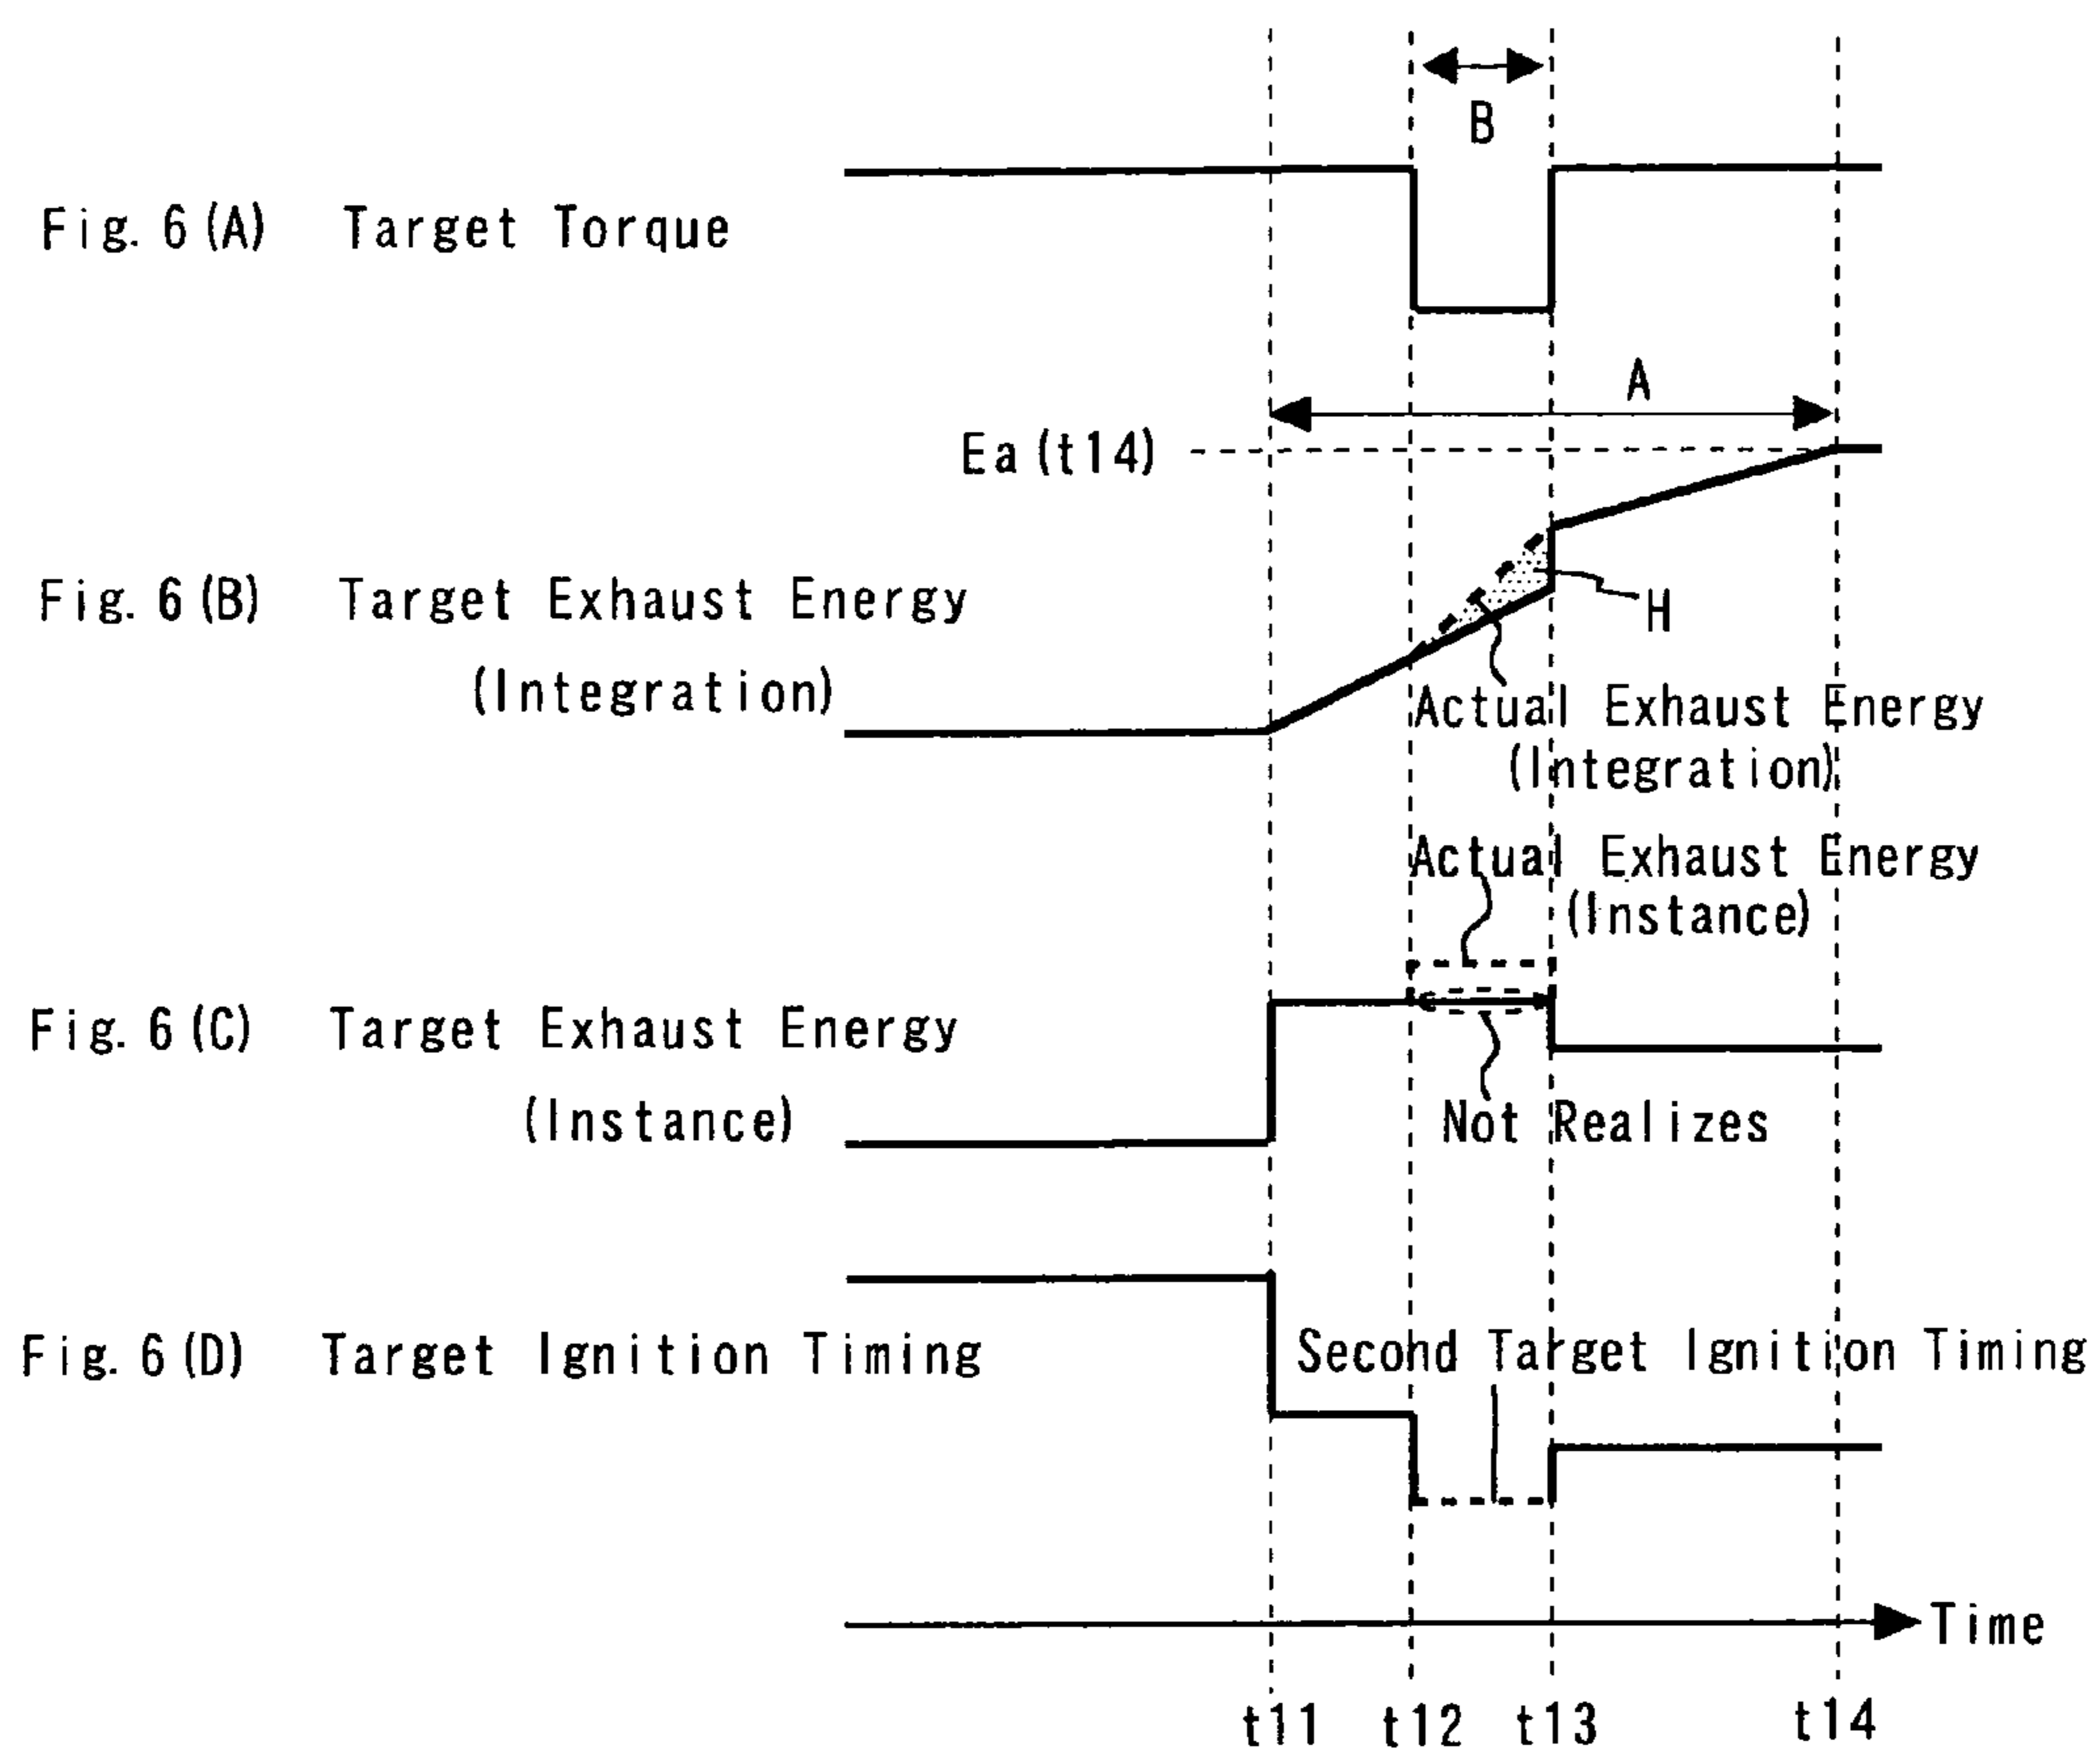 B
Fig. 6 (A) Target Torque
A
Ea (t14)
Fig. 6 (B) Target Exhaust Energy
(Integration)
H
Actual Exhaust Energy
(Integration)
Actual Exhaust Energy
(Instance)
Fig. 6 (C) Target Exhaust Energy
(Instance)
Not Realizes
Fig. 6 (D) Target Ignition Timing
Second Target Ignition Timing
Time
t11 t12 t13 t14